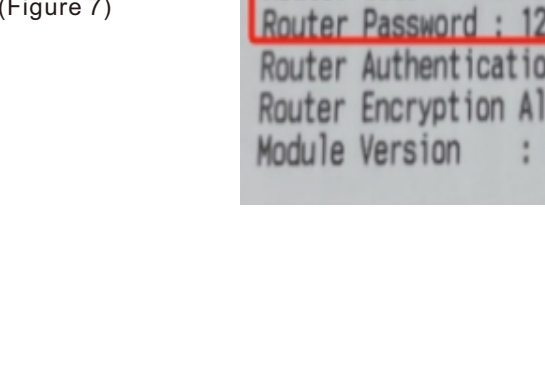 (Figure 7)
Router Password : 12
Router Authenticatio
Router Encryption Al
Module Version :